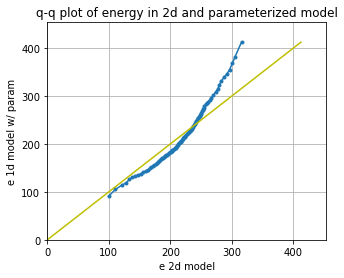 q-q plot of energy in 2d and parameterized model
e 1d model w/ param
400
300
200
100
0
0 100 200 300 400
e 2d model